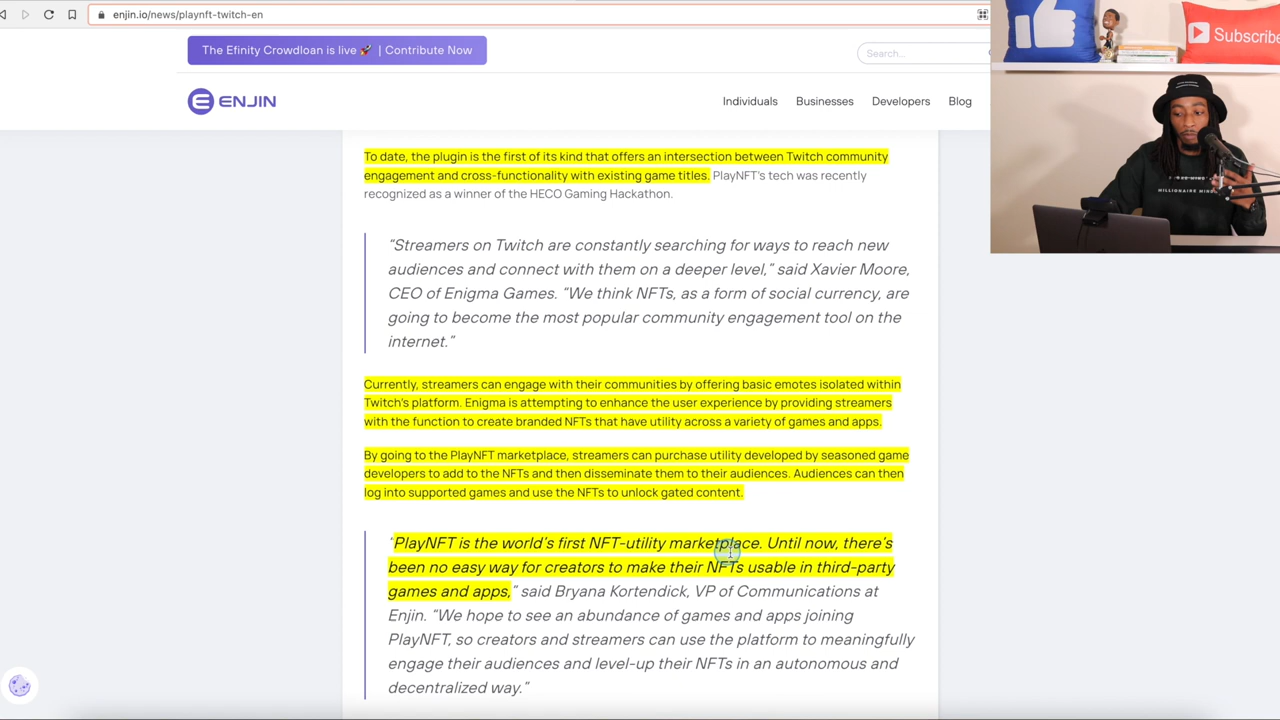 enjin.io/news/playnft-twitch-en
The Efinity Crowdloan is live 🚀 | Contribute Now
Search...
Subscribe
ENJIN
Individuals Businesses Developers Blog
To date, the plugin is the first of its kind that offers an intersection between Twitch community
engagement and cross-functionality with existing game titles. PlayNFT's tech was recently
recognized as a winner of the HECO Gaming Hackathon.
"Streamers on Twitch are constantly searching for ways to reach new
audiences and connect with them on a deeper level," said Xavier Moore,
CEO of Enigma Games. "We think NFTs, as a form of social currency, are
going to become the most popular community engagement tool on the
internet."
Currently, streamers can engage with their communities by offering basic emotes isolated within
Twitch's platform. Enigma is attempting to enhance the user experience by providing streamers
with the function to create branded NFTs that have utility across a variety of games and apps.
By going to the PlayNFT marketplace, streamers can purchase utility developed by seasoned game
developers to add to the NFTs and then disseminate them to their audiences. Audiences can then
log into supported games and use the NFTs to unlock gated content.
"PlayNFT is the world's first NFT-utility marketplace. Until now, there's
been no easy way for creators to make their NFTs usable in third-party
games and apps," said Bryana Kortendick, VP of Communications at
Enjin. "We hope to see an abundance of games and apps joining
PlayNFT, so creators and streamers can use the platform to meaningfully
engage their audiences and level-up their NFTs in an autonomous and
decentralized way."
MILLIONAIRE MIND